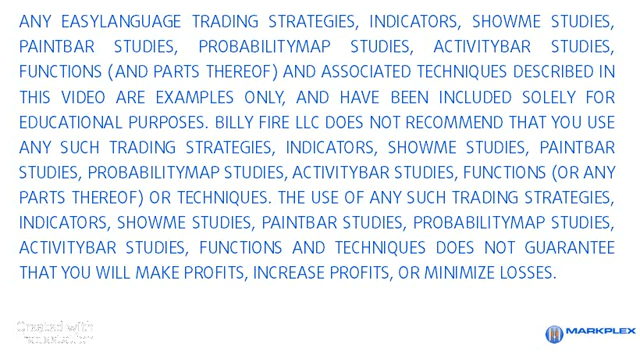 ANY EASYLANGUAGE TRADING STRATEGIES, INDICATORS, SHOWME STUDIES,
PAINTBAR STUDIES, PROBABILITYMAP STUDIES, ACTIVITYBAR STUDIES,
FUNCTIONS (AND PARTS THEREOF) AND ASSOCIATED TECHNIQUES DESCRIBED IN
THIS VIDEO ARE EXAMPLES ONLY, AND HAVE BEEN INCLUDED SOLELY FOR
EDUCATIONAL PURPOSES. BILLY FIRE LLC DOES NOT RECOMMEND THAT YOU USE
ANY SUCH TRADING STRATEGIES, INDICATORS, SHOWME STUDIES, PAINTBAR
STUDIES, PROBABILITYMAP STUDIES, ACTIVITYBAR STUDIES, FUNCTIONS (OR ANY
PARTS THEREOF) OR TECHNIQUES. THE USE OF ANY SUCH TRADING STRATEGIES,
INDICATORS, SHOWME STUDIES, PAINTBAR STUDIES, PROBABILITYMAP STUDIES,
ACTIVITYBAR STUDIES, FUNCTIONS AND TECHNIQUES DOES NOT GUARANTEE
THAT YOU WILL MAKE PROFITS, INCREASE PROFITS, OR MINIMIZE LOSSES.
Created with
MARKPLEX